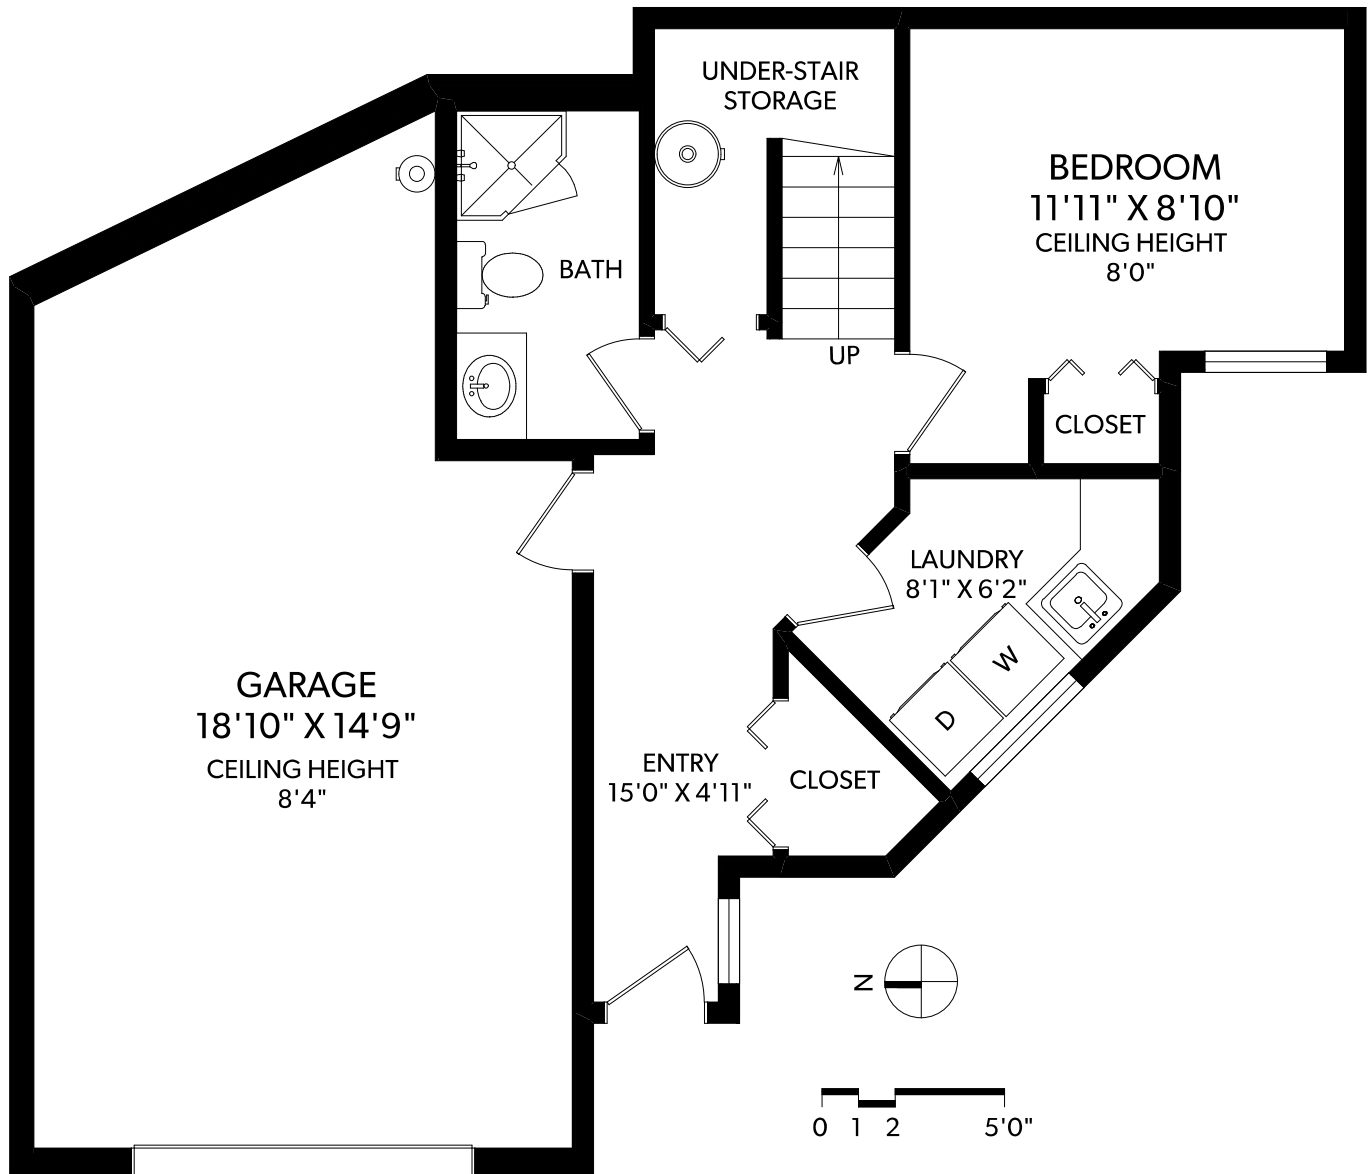 UNDER-STAIR
STORAGE
BEDROOM
11'11" X 8'10"
CEILING HEIGHT
8'0"
BATH
UP
CLOSET
LAUNDRY
8'1" X 6'2"
W
D
GARAGE
18'10" X 14'9"
CEILING HEIGHT
8'4"
ENTRY
15'0" X 4'11"
CLOSET
N
0 1 2 5'0"